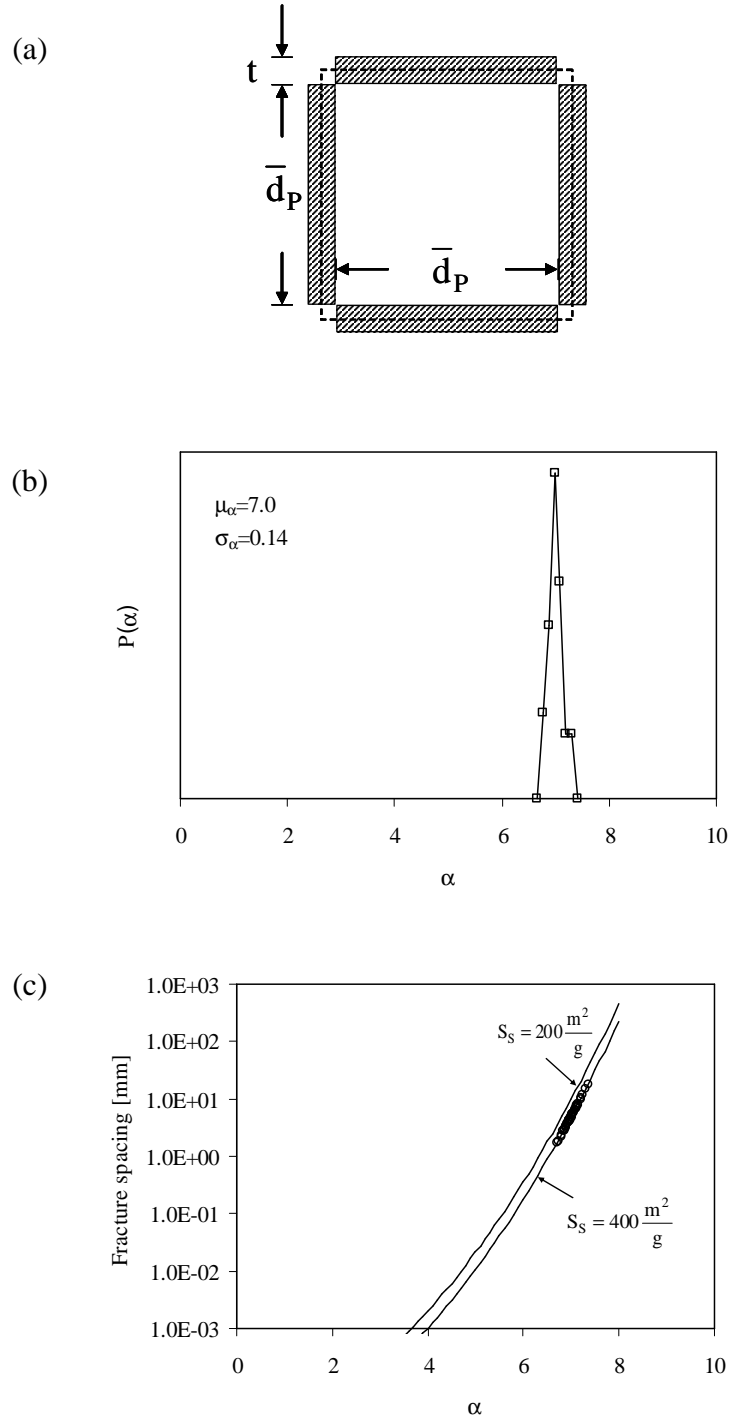 (a)
t
d̄P
d̄P
(b)
μα=7.0
σα=0.14
P(α)
0 2 4 6 8 10
α
(c)
Fracture spacing [mm]
1.0E+03
1.0E+02
1.0E+01
1.0E+00
1.0E-01
1.0E-02
1.0E-03
SS = 200 m²/g
SS = 400 m²/g
0 2 4 6 8 10
α